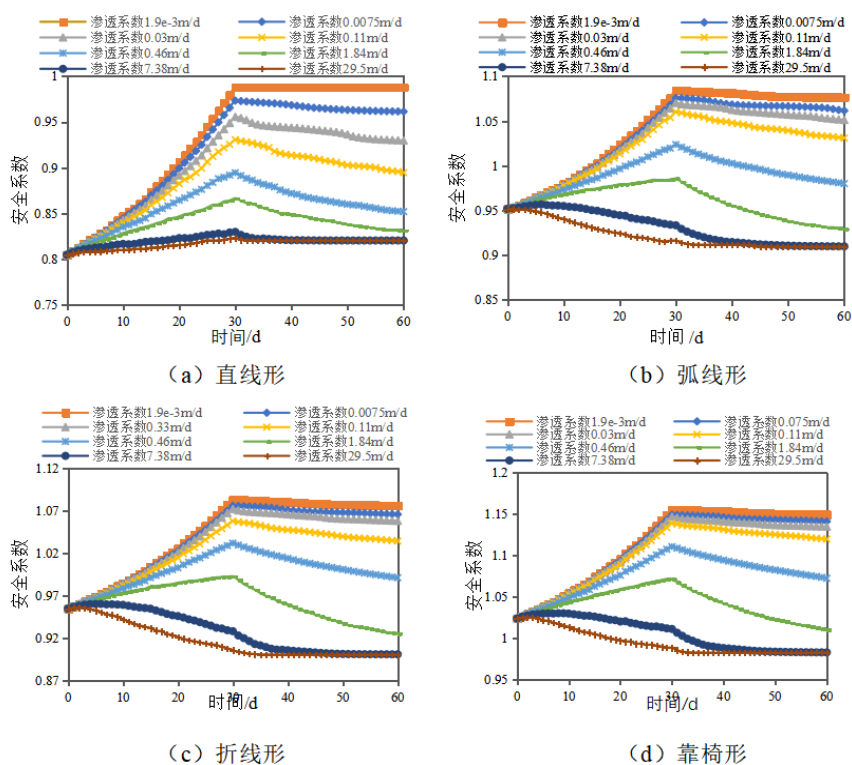 渗透系数1.9e-3m/d 渗透系数0.0075m/d
渗透系数0.03m/d 渗透系数0.11m/d
渗透系数0.46m/d 渗透系数1.84m/d
渗透系数7.38m/d 渗透系数29.5m/d
1
0.95
0.9
0.85
0.8
0.75
安全系数
0 10 20 30 40 50 60
时间/d
(a)直线形
渗透系数1.9e-3m/d 渗透系数0.0075m/d
渗透系数0.03m/d 渗透系数0.11m/d
渗透系数0.46m/d 渗透系数1.84m/d
渗透系数7.38m/d 渗透系数29.5m/d
1.1
1.05
1
0.95
0.9
0.85
安全系数
0 10 20 30 40 50 60
时间 /d
(b)弧线形
渗透系数1.9e-3m/d 渗透系数0.0075m/d
渗透系数0.33m/d 渗透系数0.11m/d
渗透系数0.46m/d 渗透系数1.84m/d
渗透系数7.38m/d 渗透系数29.5m/d
1.12
1.07
1.02
0.97
0.92
0.87
安全系数
0 10 20 30 40 50 60
时间/d
(c)折线形
渗透系数1.9e-3m/d 渗透系数0.075m/d
渗透系数0.03m/d 渗透系数0.11m/d
渗透系数0.46m/d 渗透系数1.84m/d
渗透系数7.38m/d 渗透系数29.5m/d
1.2
1.15
1.1
1.05
1
0.95
安全系数
0 10 20 30 40 50 60
时间/d
(d)靠椅形